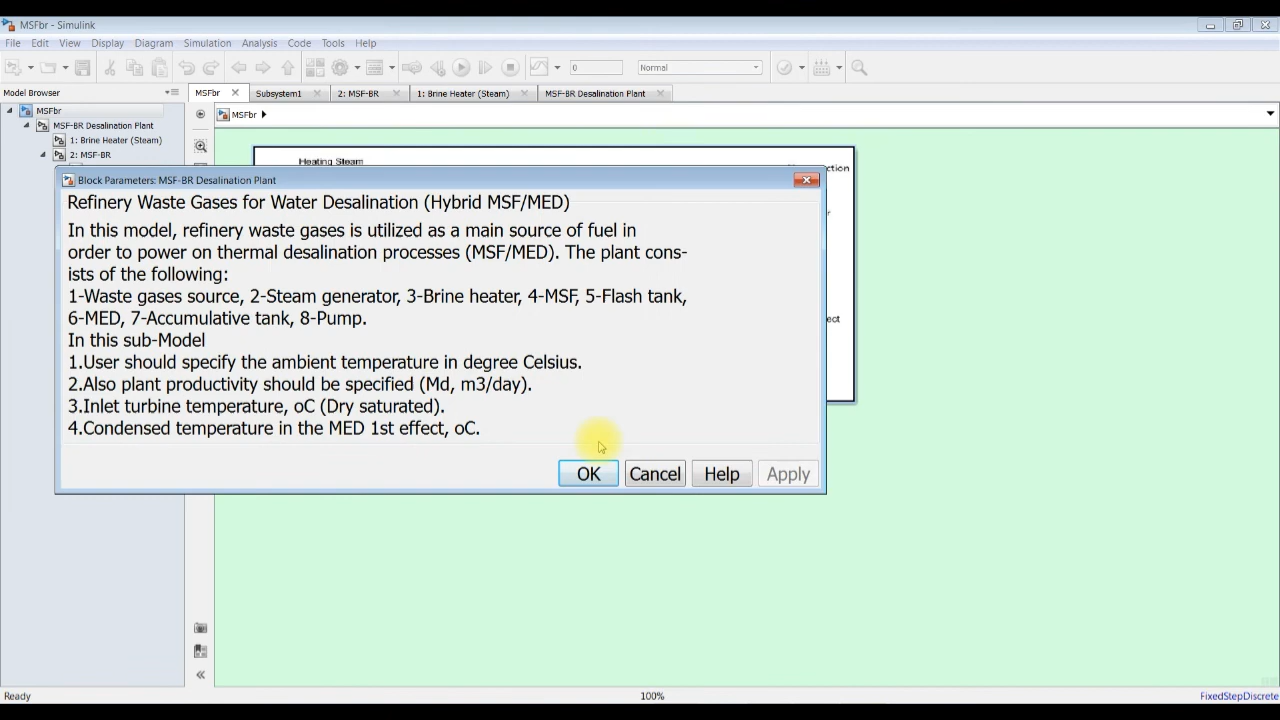 MSFbr - Simulink
File Edit View Display Diagram Simulation Analysis Code Tools Help
0 Normal
Model Browser
MSFbr Subsystem1 2: MSF-BR 1: Brine Heater (Steam) MSF-BR Desalination Plant
MSFbr
MSF-BR Desalination Plant
1: Brine Heater (Steam)
2: MSF-BR
MSFbr
Heating Steam
Block Parameters: MSF-BR Desalination Plant
Refinery Waste Gases for Water Desalination (Hybrid MSF/MED)
In this model, refinery waste gases is utilized as a main source of fuel in
order to power on thermal desalination processes (MSF/MED). The plant cons-
ists of the following:
1-Waste gases source, 2-Steam generator, 3-Brine heater, 4-MSF, 5-Flash tank,
6-MED, 7-Accumulative tank, 8-Pump.
In this sub-Model
1.User should specify the ambient temperature in degree Celsius.
2.Also plant productivity should be specified (Md, m3/day).
3.Inlet turbine temperature, oC (Dry saturated).
4.Condensed temperature in the MED 1st effect, oC.
OK Cancel Help Apply
Ready 100% FixedStepDiscrete